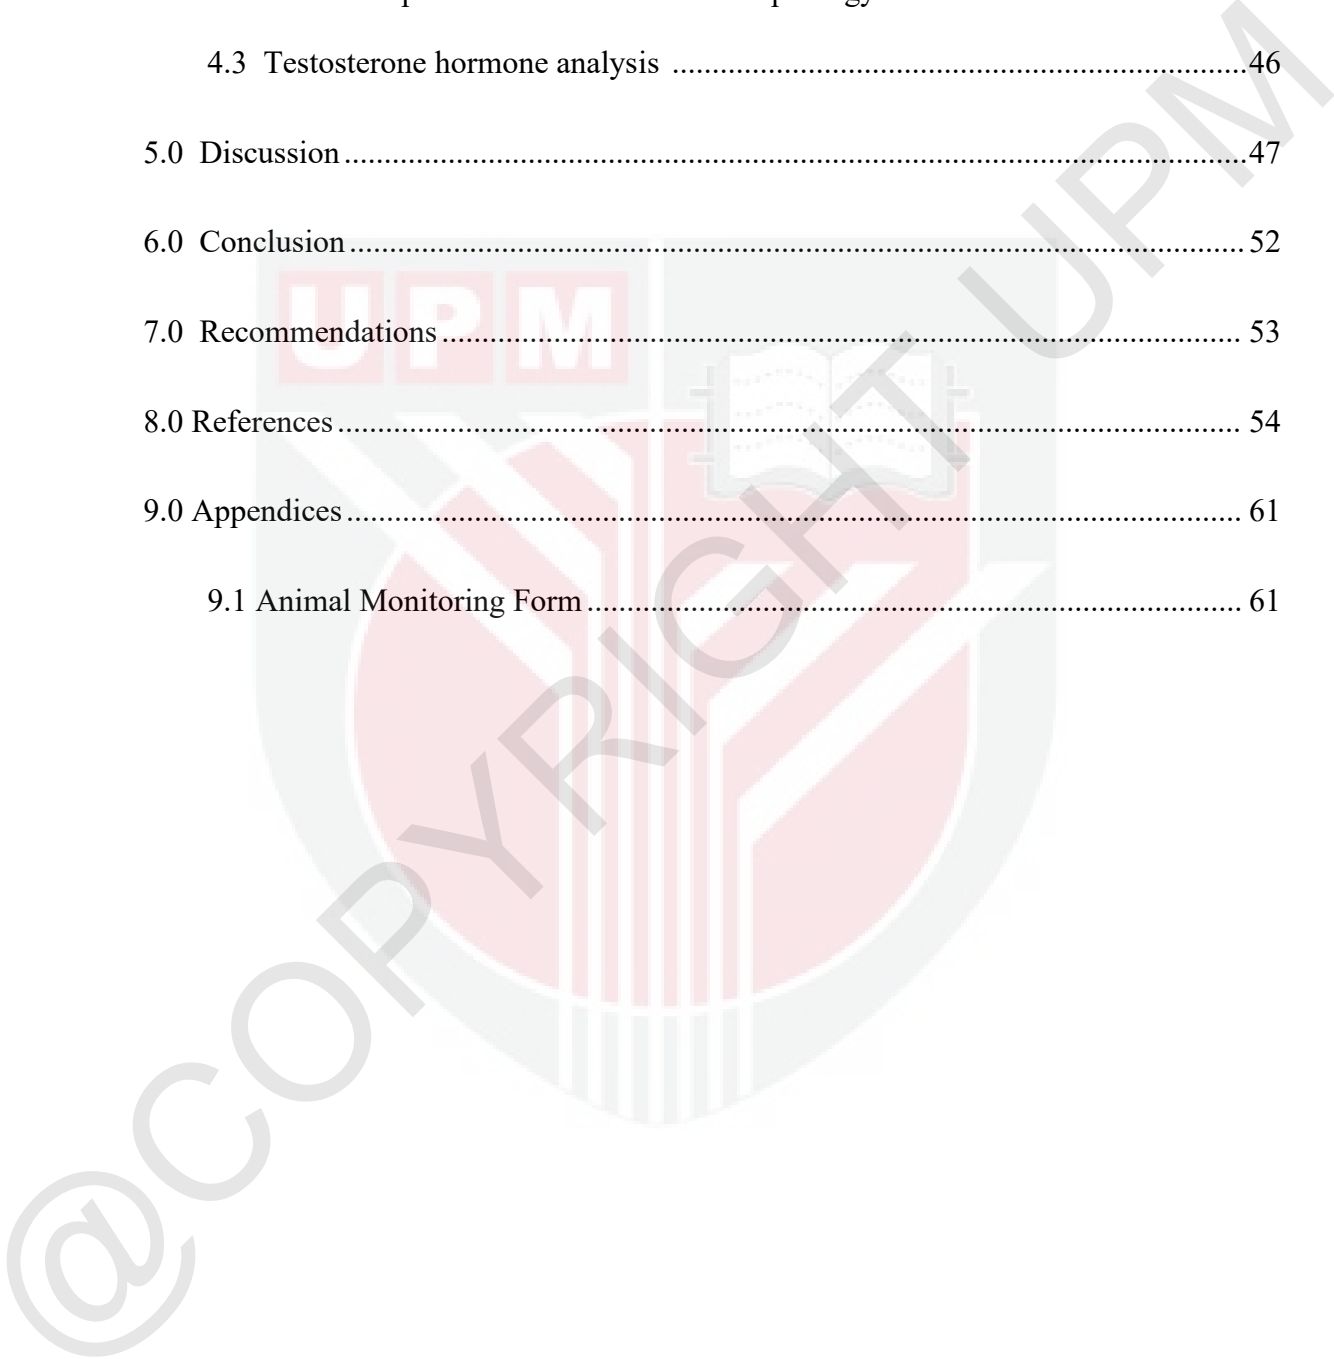 4.3 Testosterone hormone analysis ........................................................................46
5.0 Discussion ................................................................................................................47
6.0 Conclusion ............................................................................................................... 52
7.0 Recommendations .................................................................................................... 53
8.0 References ................................................................................................................ 54
9.0 Appendices ............................................................................................................... 61
9.1 Animal Monitoring Form .................................................................................. 61
UPM
@COPYRIGHT UPM